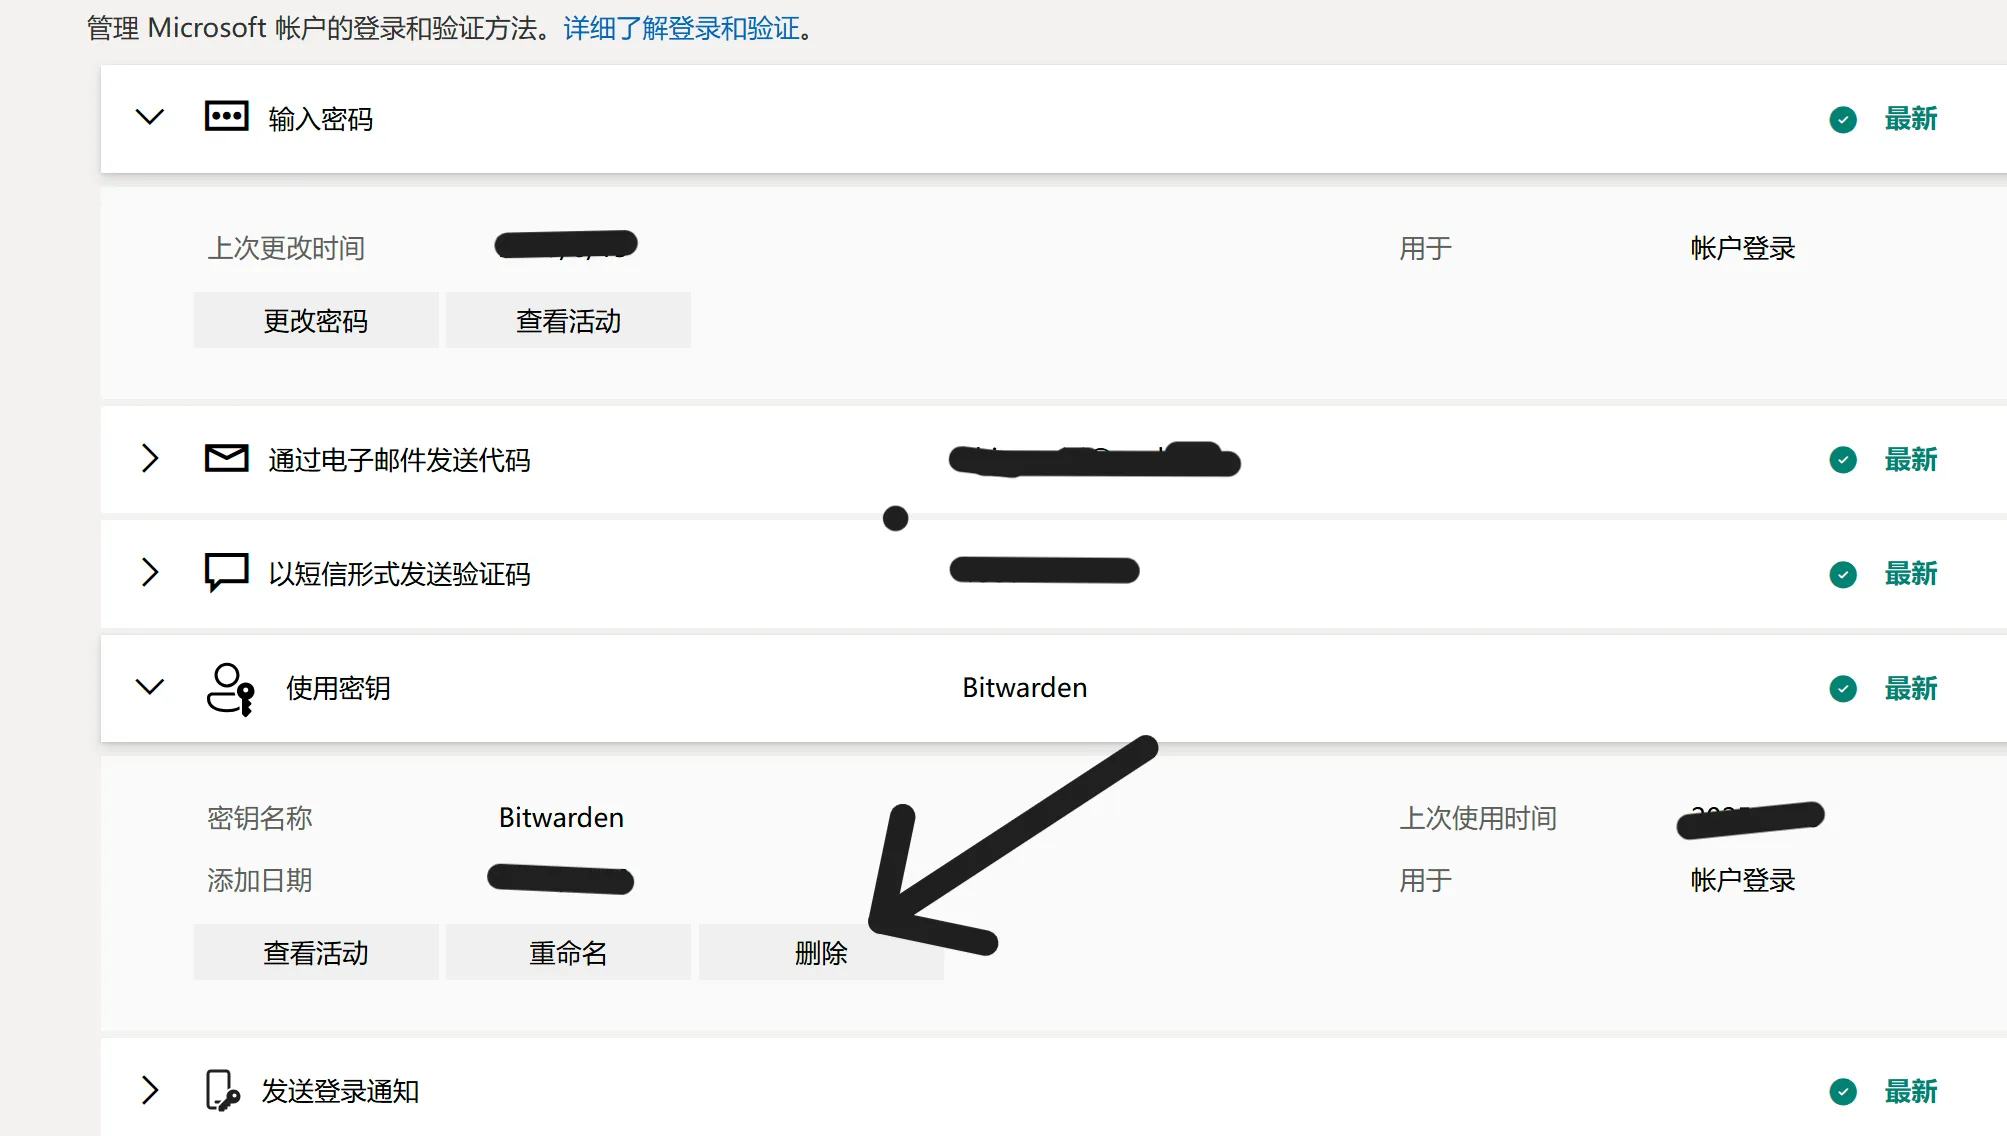 管理 Microsoft 帐户的登录和验证方法。详细了解登录和验证。
输入密码 最新
上次更改时间 用于 帐户登录
更改密码 查看活动
通过电子邮件发送代码 最新
以短信形式发送验证码 最新
使用密钥 Bitwarden 最新
密钥名称 Bitwarden 上次使用时间
添加日期 用于 帐户登录
查看活动 重命名 删除
发送登录通知 最新